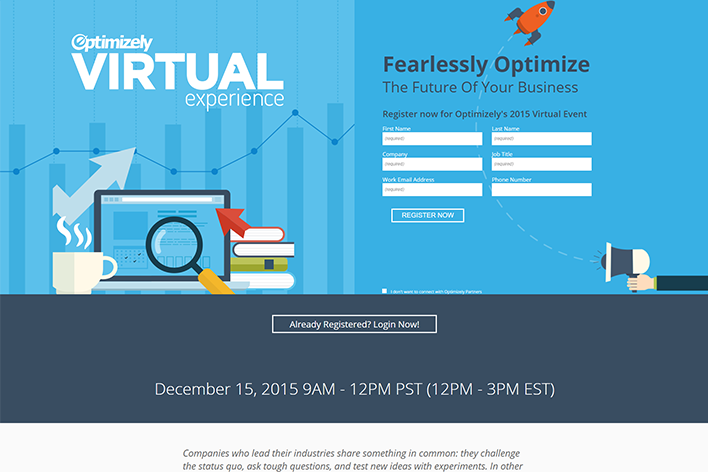 Optimizely
VIRTUAL
experience
Fearlessly Optimize
The Future Of Your Business
Register now for Optimizely's 2015 Virtual Event
First Name
Last Name
(required)
(required)
Company
Job Title
(required)
(required)
Work Email Address
Phone Number
(required)
REGISTER NOW
I don't want to connect with Optimizely Partners
Already Registered? Login Now!
December 15, 2015 9AM - 12PM PST (12PM - 3PM EST)
Companies who lead their industries share something in common: they challenge
the status quo, ask tough questions, and test new ideas with experiments. In other